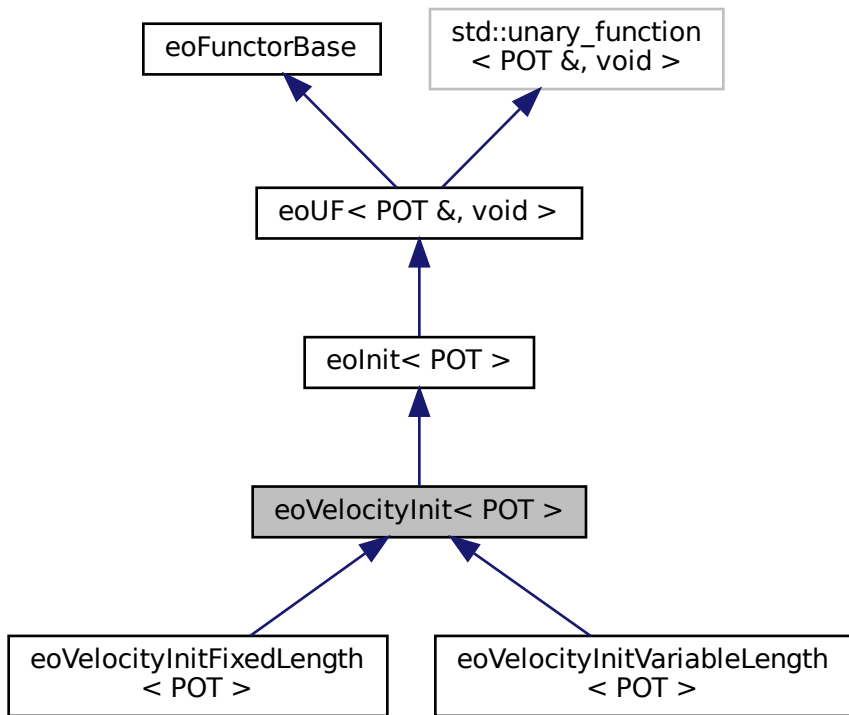 eoFunctorBase
std::unary_function
< POT &, void >
eoUF< POT &, void >
eoInit< POT >
eoVelocityInit< POT >
eoVelocityInitFixedLength
< POT >
eoVelocityInitVariableLength
< POT >